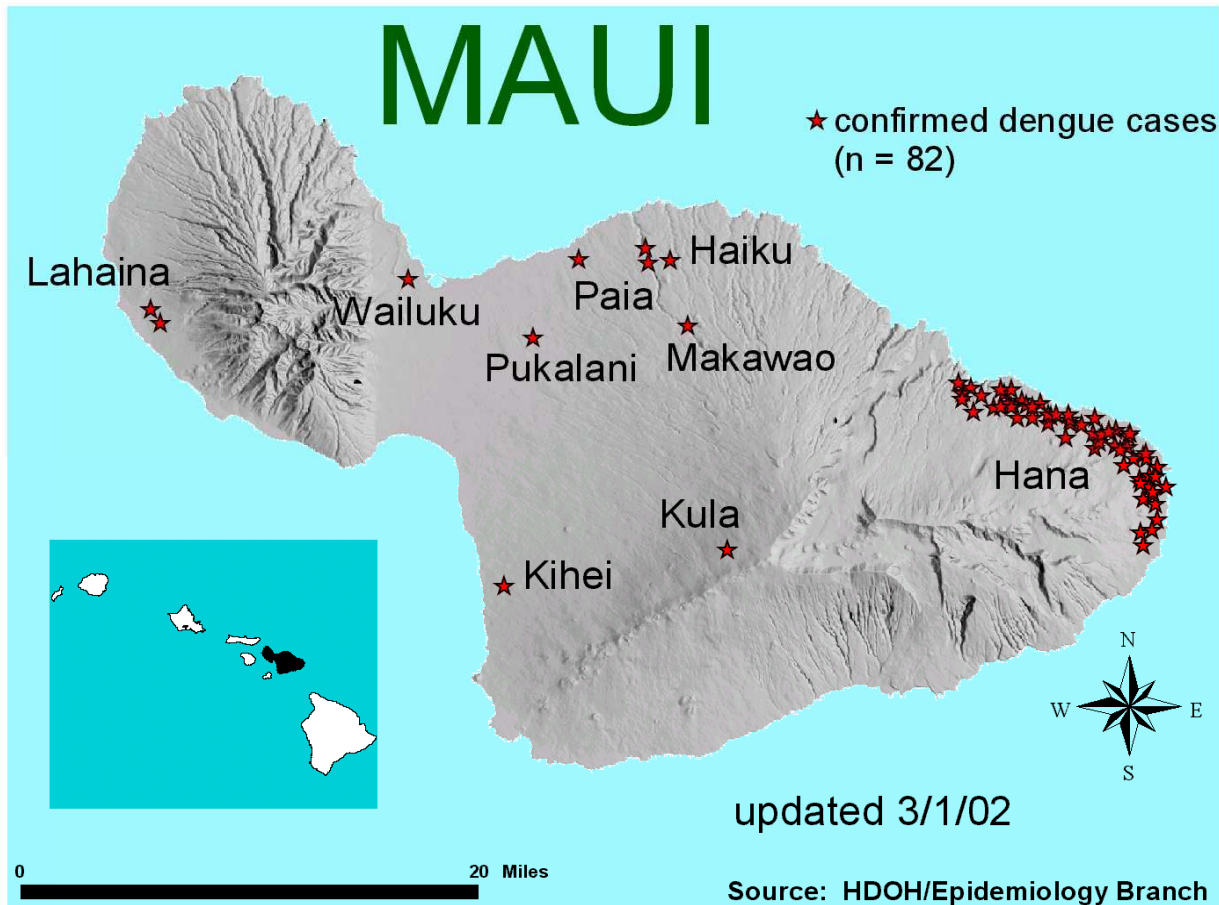 MAUI
confirmed dengue cases
(n = 82)
Lahaina
Wailuku
Paia
Haiku
Pukalani
Makawao
Hana
Kula
Kihei
N
W
E
S
updated 3/1/02
0
20 Miles
Source: HDOH/Epidemiology Branch